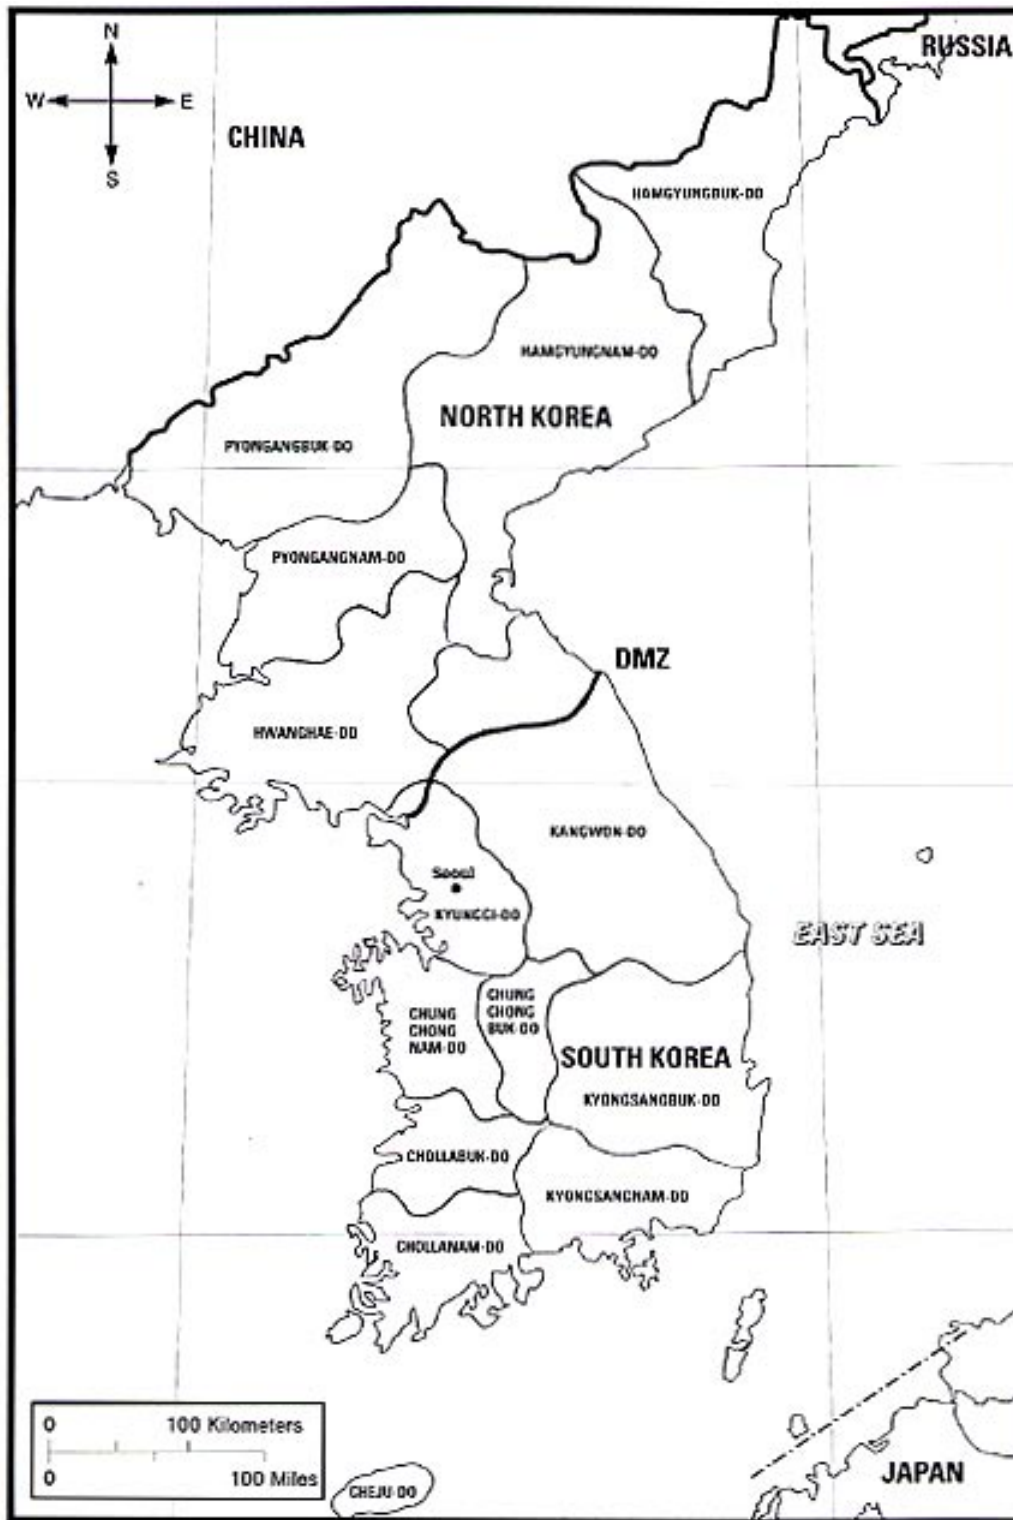 N
W E
S
CHINA
RUSSIA
HAMGYUNGBUK-DO
HAMGYUNGNAM-DO
NORTH KOREA
PYONGANGBUK-DO
PYONGANGNAM-DO
DMZ
HWANGHAE-DO
KANGWON-DO
Seoul
KYUNGGI-DO
EAST SEA
CHUNG
CHONG
NAM-DO
CHUNG
CHONG
BUK-DO
SOUTH KOREA
KYONGSANGBUK-DO
CHOLLABUK-DO
KYONGSANGNAM-DO
CHOLLANAM-DO
0 100 Kilometers
0 100 Miles
CHEJU-DO
JAPAN